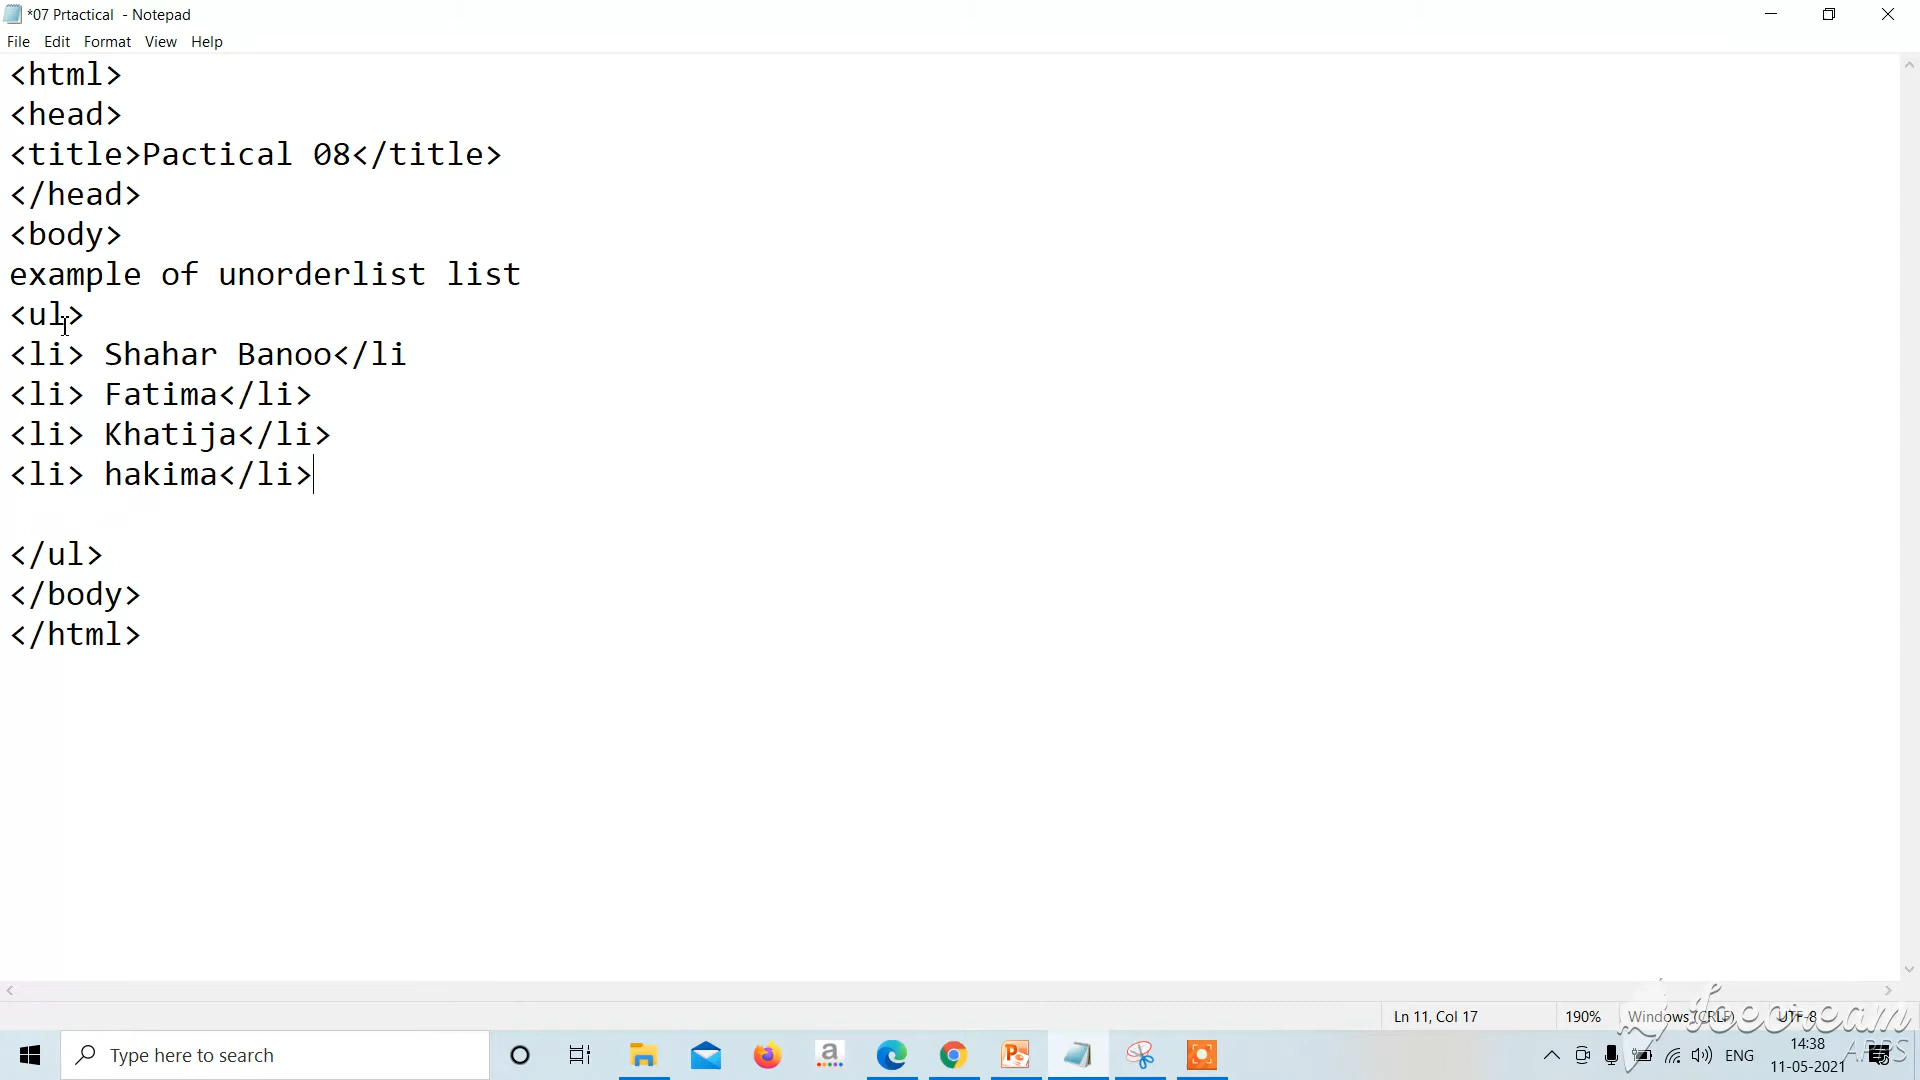 *07 Prtactical - Notepad
File Edit Format View Help
<html>
<head>
<title>Pactical 08</title>
</head>
<body>
example of unorderlist list
<ul>
<li> Shahar Banoo</li
<li> Fatima</li>
<li> Khatija</li>
<li> hakima</li>
</ul>
</body>
</html>
Ln 11, Col 17 190% Windows (CRLF) UTF-8
Icecream
APPS
Type here to search
ENG
14:38
11-05-2021